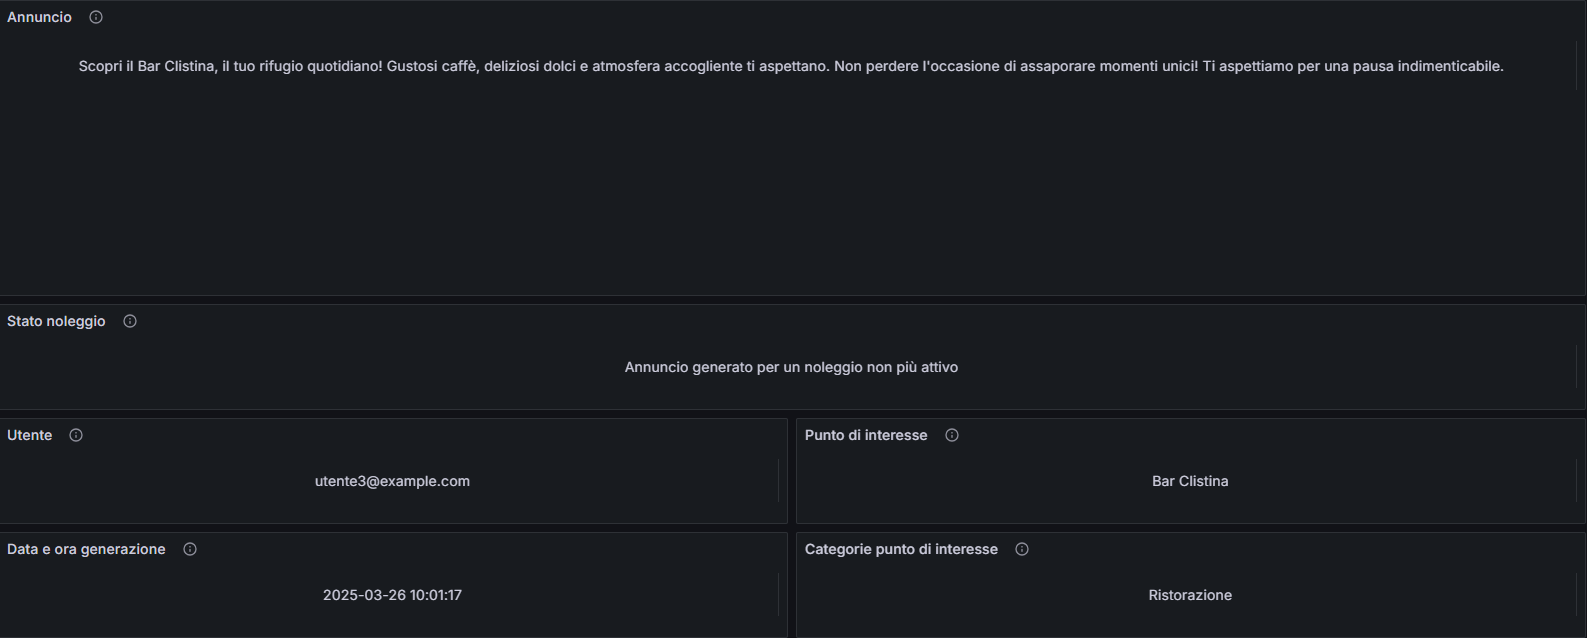 Annuncio
Scopri il Bar Clistina, il tuo rifugio quotidiano! Gustosi caffè, deliziosi dolci e atmosfera accogliente ti aspettano. Non perdere l'occasione di assaporare momenti unici! Ti aspettiamo per una pausa indimenticabile.
Stato noleggio
Annuncio generato per un noleggio non più attivo
Utente
utente3@example.com
Punto di interesse
Bar Clistina
Data e ora generazione
2025-03-26 10:01:17
Categorie punto di interesse
Ristorazione